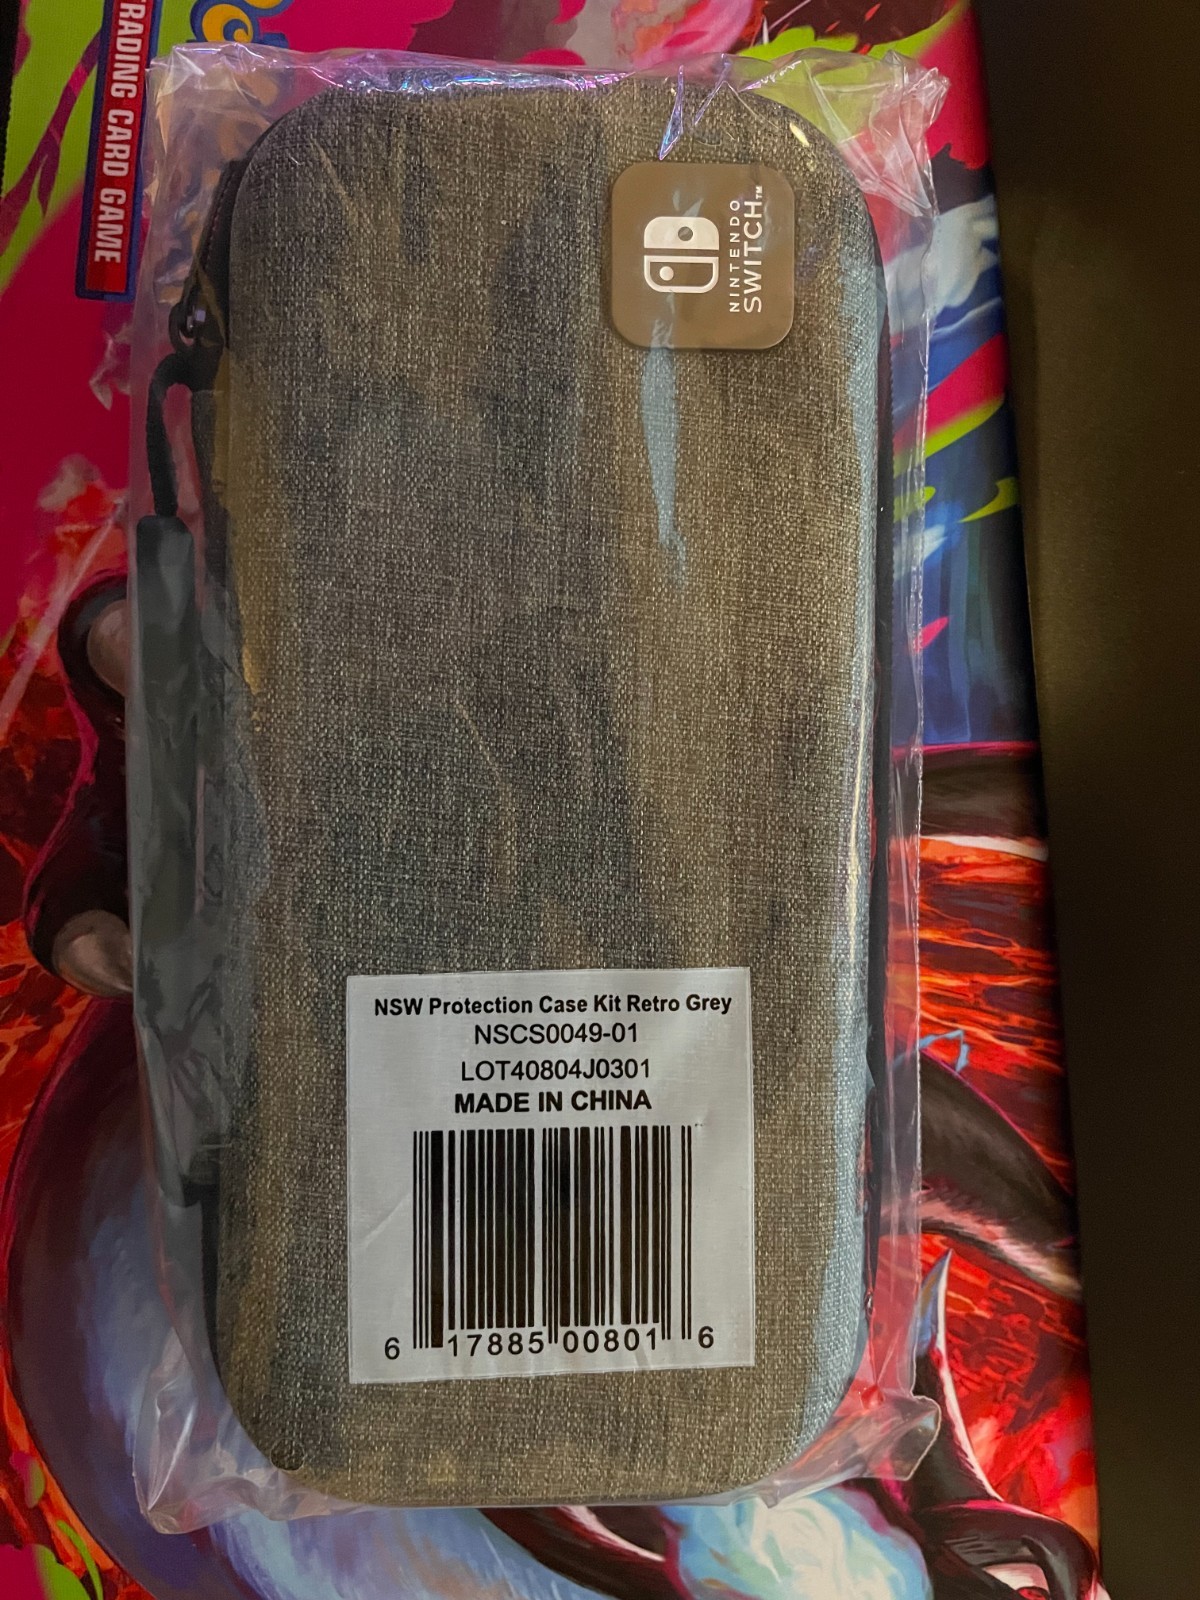 TRADING CARD GAME
NINTENDO
SWITCH™
NSW Protection Case Kit Retro Grey
NSCS0049-01
LOT40804J0301
MADE IN CHINA
6 17885 00801 6